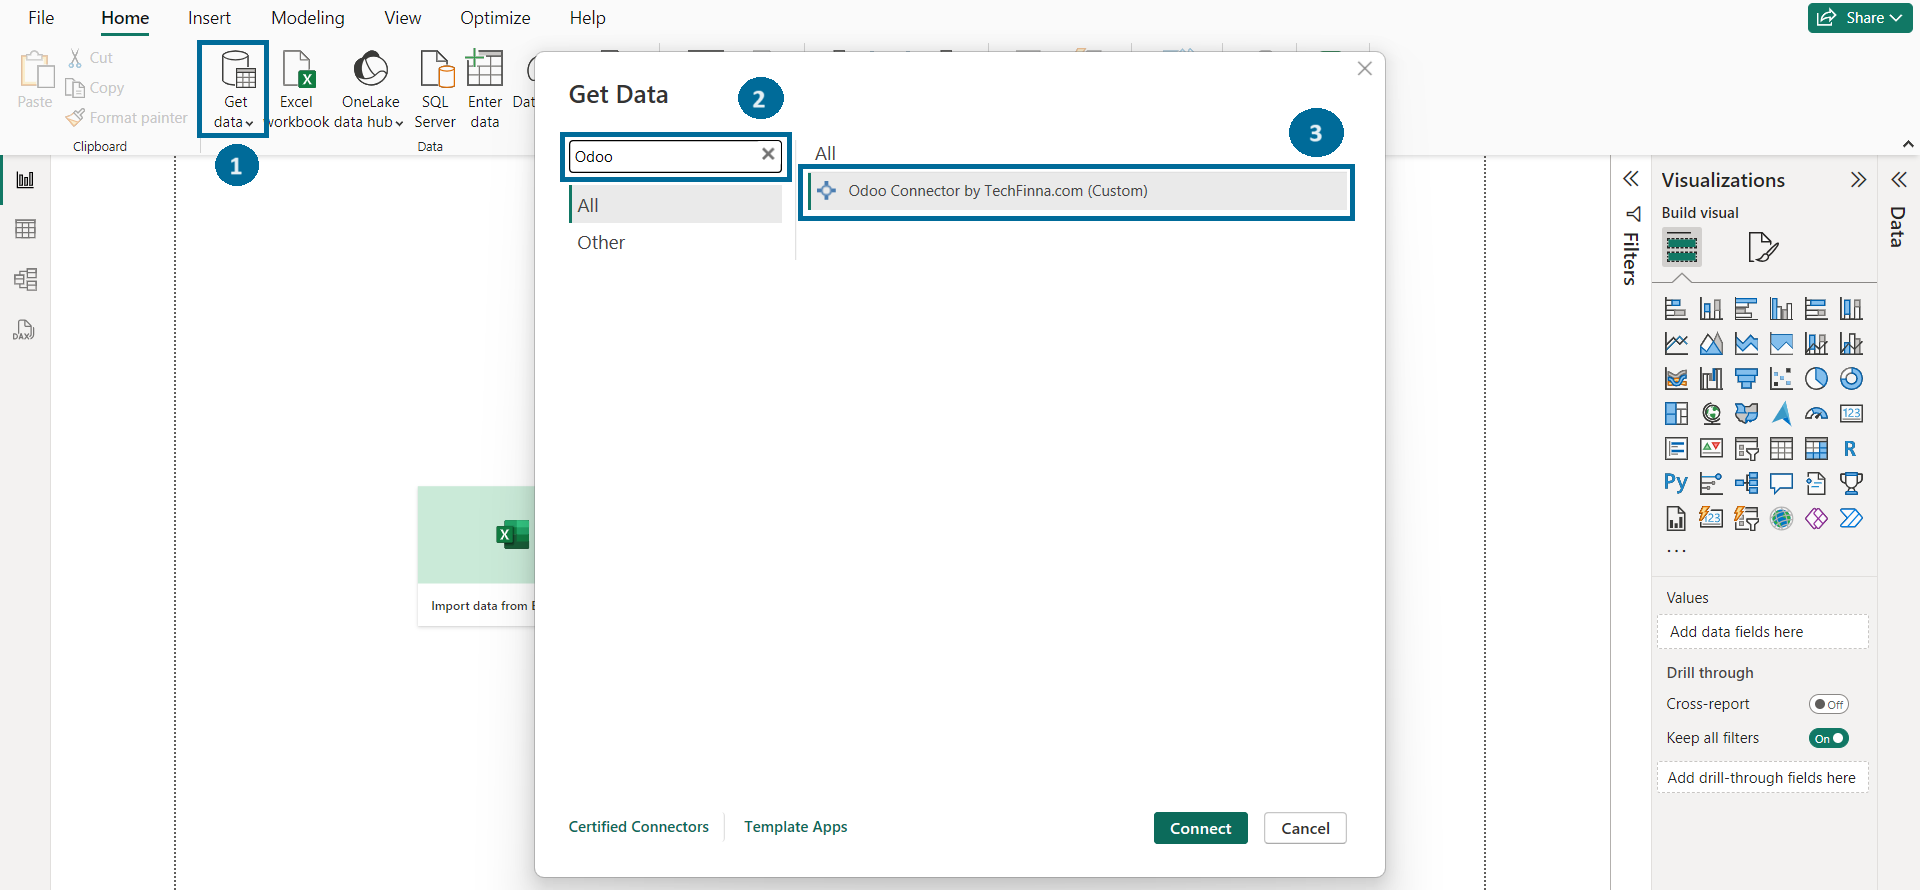 File Home Insert Modeling View Optimize Help
Share
Paste
Cut
Copy
Format painter
Clipboard
Get data
Excel workbook
OneLake data hub
SQL Server
Enter data
Dat
Data
1
Get Data
2
3
Odoo
All
Other
All
Odoo Connector by TechFinna.com (Custom)
Certified Connectors
Template Apps
Connect
Cancel
DAX
X
Import data from E
Filters
Visualizations
Build visual
123
R
Py
123
...
Values
Add data fields here
Drill through
Cross-report
Off
Keep all filters
On
Add drill-through fields here
Data